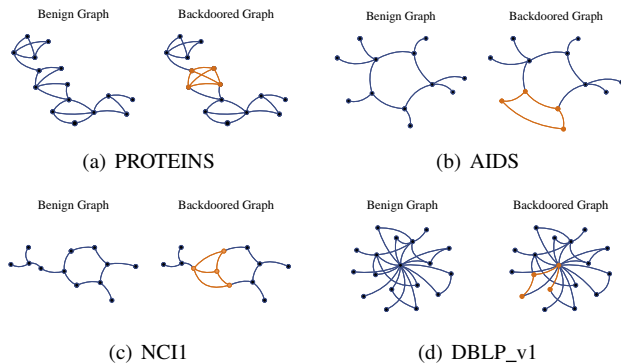 Benign Graph Backdoored Graph
(a) PROTEINS
Benign Graph Backdoored Graph
(b) AIDS
Benign Graph Backdoored Graph
(c) NCI1
Benign Graph Backdoored Graph
(d) DBLP_v1